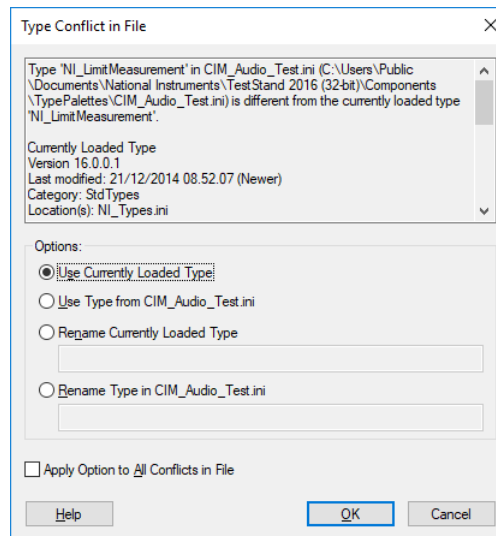 Type Conflict in File
Type 'NI_LimitMeasurement' in CIM_Audio_Test.ini (C:\Users\Public
\Documents\National Instruments\TestStand 2016 (32-bit)\Components
\TypePalettes\CIM_Audio_Test.ini) is different from the currently loaded type
'NI_LimitMeasurement'.
Currently Loaded Type
Version 16.0.0.1
Last modified: 21/12/2014 08.52.07 (Newer)
Category: StdTypes
Location(s): NI_Types.ini
Options:
Use Currently Loaded Type
Use Type from CIM_Audio_Test.ini
Rename Currently Loaded Type
Rename Type in CIM_Audio_Test.ini
Apply Option to All Conflicts in File
Help
OK
Cancel